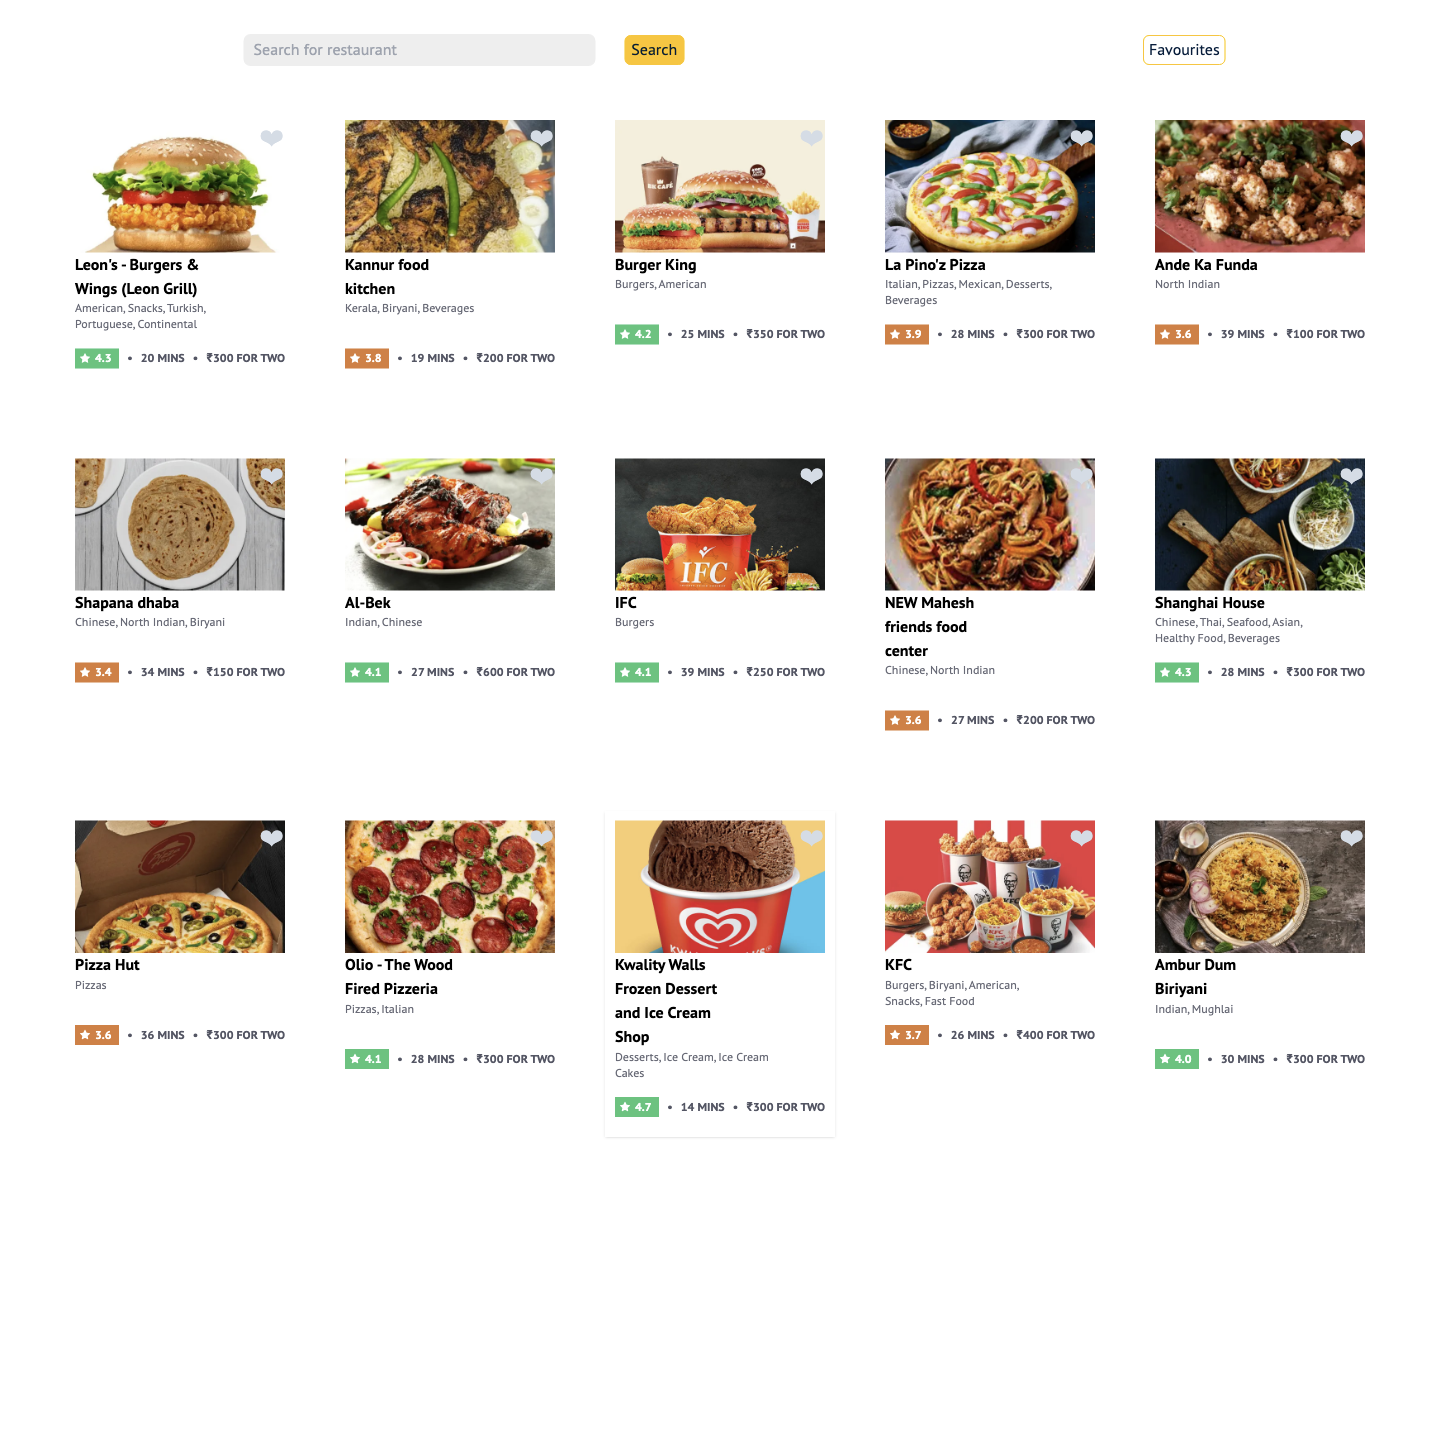 Search for restaurant
Search
Favourites
Leon's - Burgers &
Wings (Leon Grill)
American, Snacks, Turkish,
Portuguese, Continental
★ 4.3 • 20 MINS • ₹300 FOR TWO
Kannur food
kitchen
Kerala, Biryani, Beverages
★ 3.8 • 19 MINS • ₹200 FOR TWO
Burger King
Burgers, American
★ 4.2 • 25 MINS • ₹350 FOR TWO
La Pino'z Pizza
Italian, Pizzas, Mexican, Desserts,
Beverages
★ 3.9 • 28 MINS • ₹300 FOR TWO
Ande Ka Funda
North Indian
★ 3.6 • 39 MINS • ₹100 FOR TWO
Shapana dhaba
Chinese, North Indian, Biryani
★ 3.4 • 34 MINS • ₹150 FOR TWO
Al-Bek
Indian, Chinese
★ 4.1 • 27 MINS • ₹600 FOR TWO
IFC
IFC
Burgers
★ 4.1 • 39 MINS • ₹250 FOR TWO
NEW Mahesh
friends food
center
Chinese, North Indian
★ 3.6 • 27 MINS • ₹200 FOR TWO
Shanghai House
Chinese, Thai, Seafood, Asian,
Healthy Food, Beverages
★ 4.3 • 28 MINS • ₹300 FOR TWO
Pizza Hut
Pizzas
★ 3.6 • 36 MINS • ₹300 FOR TWO
Olio - The Wood
Fired Pizzeria
Pizzas, Italian
★ 4.1 • 28 MINS • ₹300 FOR TWO
Kwality Walls
Frozen Dessert
and Ice Cream
Shop
Desserts, Ice Cream, Ice Cream
Cakes
★ 4.7 • 14 MINS • ₹300 FOR TWO
KFC
KFC
Burgers, Biryani, American,
Snacks, Fast Food
★ 3.7 • 26 MINS • ₹400 FOR TWO
Ambur Dum
Biriyani
Indian, Mughlai
★ 4.0 • 30 MINS • ₹300 FOR TWO